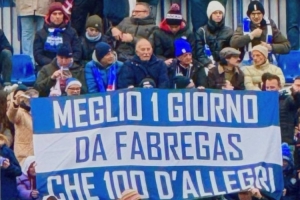 MEGLIO 1 GIORNO
DA FABREGAS
CHE 100 D'ALLEGRI